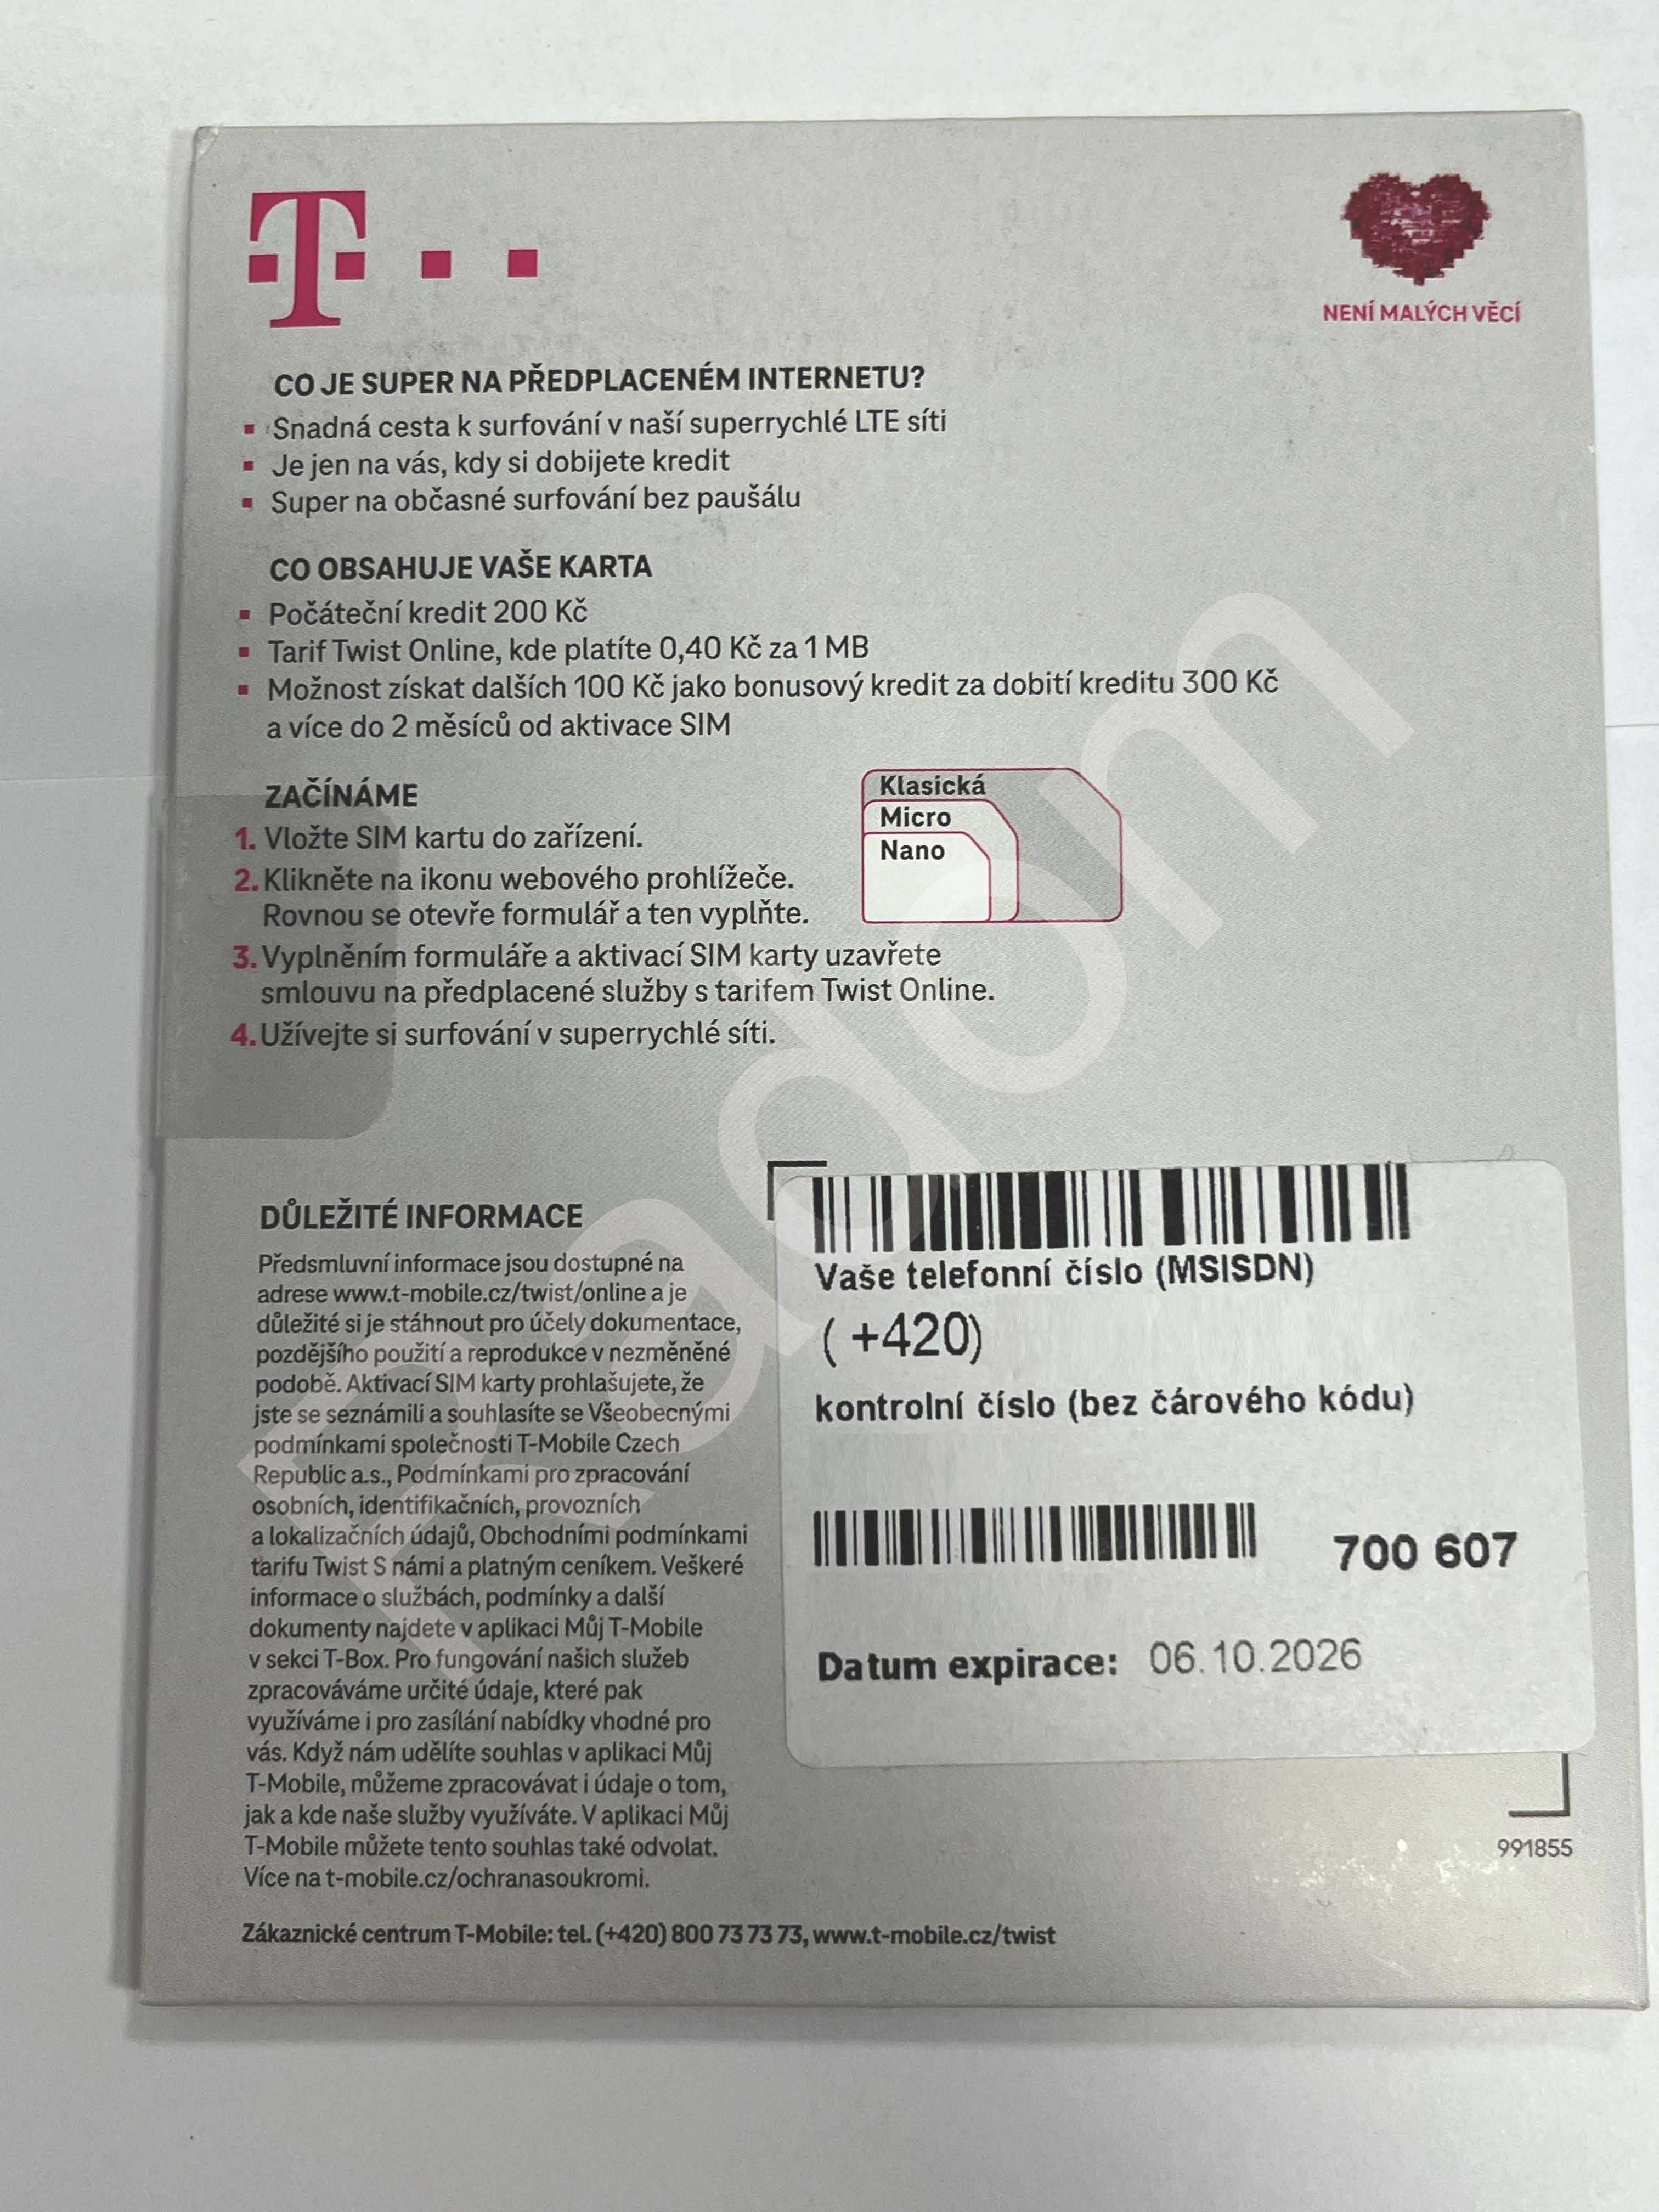 T
NENÍ MALÝCH VĚCÍ
CO JE SUPER NA PŘEDPLACENÉM INTERNETU?
Snadná cesta k surfování v naší superrychlé LTE síti
Je jen na vás, kdy si dobijete kredit
Super na občasné surfování bez paušálu
CO OBSAHUJE VAŠE KARTA
Počáteční kredit 200 Kč
Tarif Twist Online, kde platíte 0,40 Kč za 1 MB
Možnost získat dalších 100 Kč jako bonusový kredit za dobití kreditu 300 Kč
a více do 2 měsíců od aktivace SIM
ZAČÍNÁME
1. Vložte SIM kartu do zařízení.
2. Klikněte na ikonu webového prohlížeče.
Rovnou se otevře formulář a ten vyplňte.
3. Vyplněním formuláře a aktivací SIM karty uzavřete
smlouvu na předplacené služby s tarifem Twist Online.
4. Užívejte si surfování v superrychlé síti.
Klasická
Micro
Nano
DŮLEŽITÉ INFORMACE
Předsmluvní informace jsou dostupné na
adrese www.t-mobile.cz/twist/online a je
důležité si je stáhnout pro účely dokumentace,
pozdějšího použití a reprodukce v nezměněné
podobě. Aktivací SIM karty prohlašujete, že
jste se seznámili a souhlasíte se Všeobecnými
podmínkami společnosti T-Mobile Czech
Republic a.s., Podmínkami pro zpracování
osobních, identifikačních, provozních
a lokalizačních údajů, Obchodními podmínkami
tarifu Twist S námi a platným ceníkem. Veškeré
informace o službách, podmínky a další
dokumenty najdete v aplikaci Můj T-Mobile
v sekci T-Box. Pro fungování našich služeb
zpracováváme určité údaje, které pak
využíváme i pro zasílání nabídky vhodné pro
vás. Když nám udělíte souhlas v aplikaci Můj
T-Mobile, můžeme zpracovávat i údaje o tom,
jak a kde naše služby využíváte. V aplikaci Můj
T-Mobile můžete tento souhlas také odvolat.
Více na t-mobile.cz/ochranasoukromi.
Vaše telefonní číslo (MSISDN)
( +420)
kontrolní číslo (bez čárového kódu)
700 607
Datum expirace: 06.10.2026
991855
Zákaznické centrum T-Mobile: tel. (+420) 800 73 73 73, www.t-mobile.cz/twist